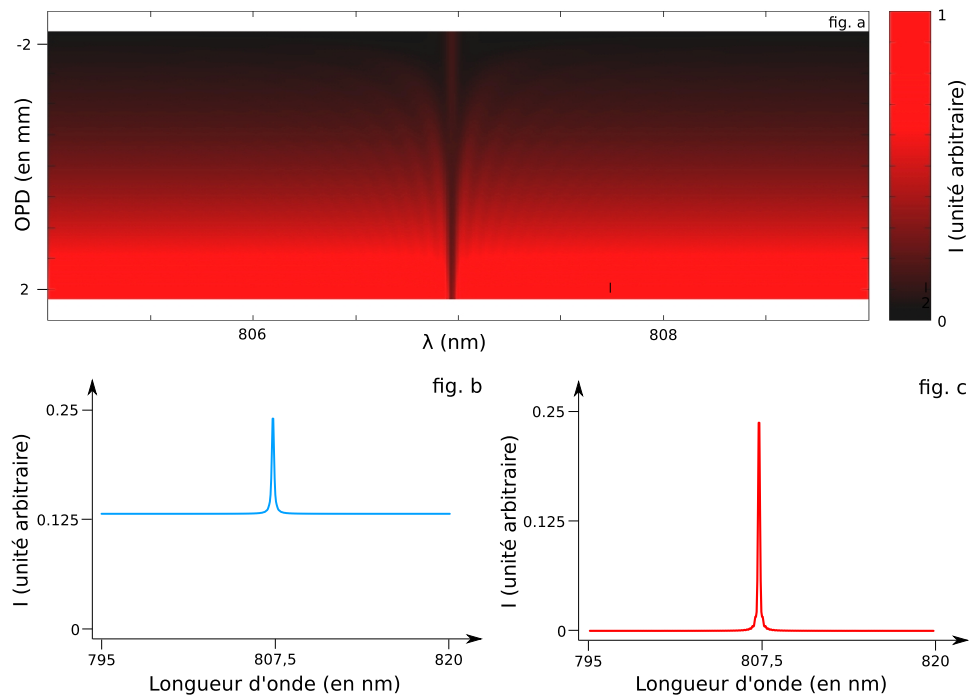 fig. a
1
-2
OPD (en mm)
I (unité arbitraire)
2
2
0
806
808
λ (nm)
fig. b
fig. c
0.25
0.25
I (unité arbitraire)
I (unité arbitraire)
0.125
0.125
0
0
795
807,5
820
795
807,5
820
Longueur d'onde (en nm)
Longueur d'onde (en nm)